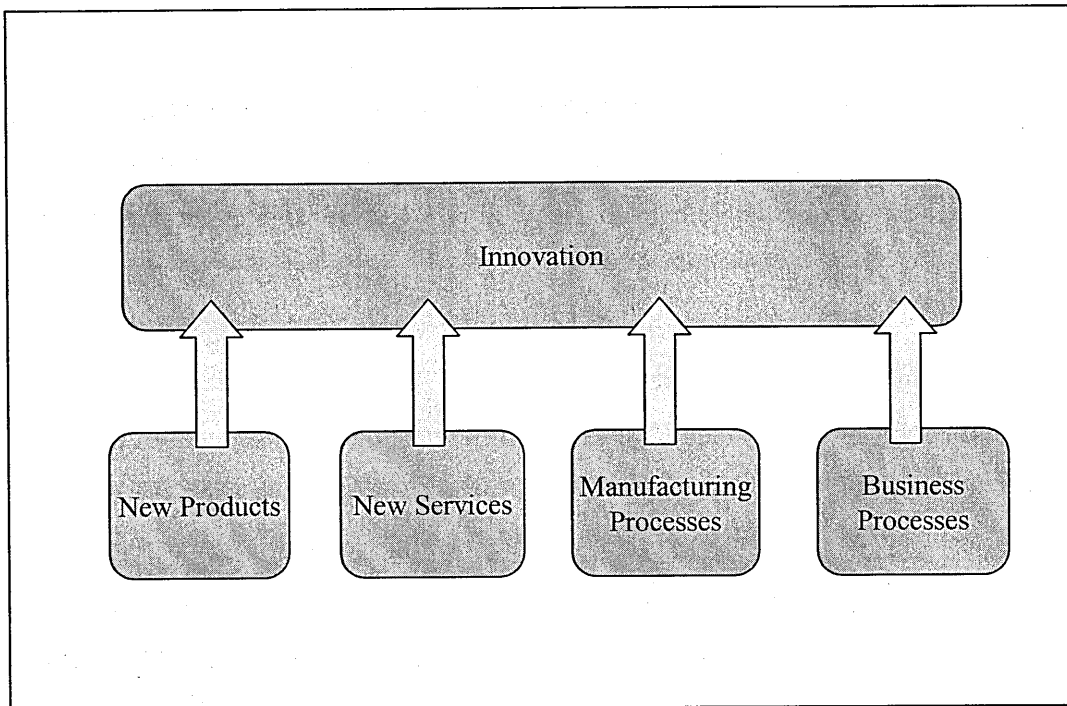 Innovation
New Products
New Services
Manufacturing
Processes
Business
Processes